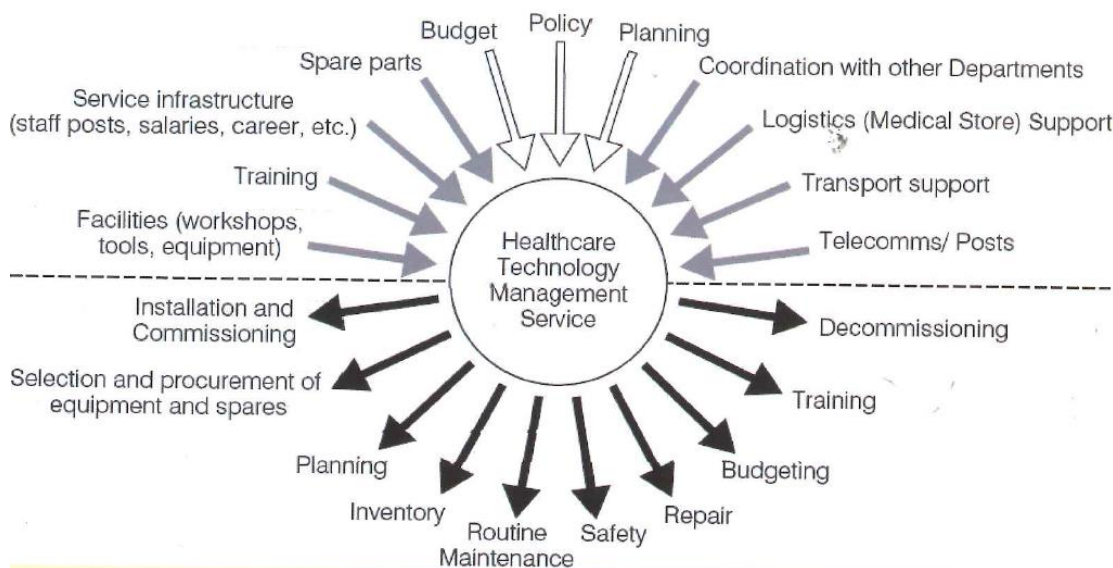 Policy
Budget
Planning
Spare parts
Coordination with other Departments
Service infrastructure
(staff posts, salaries, career, etc.)
Logistics (Medical Store) Support
Training
Transport support
Facilities (workshops,
tools, equipment)
Telecomms/ Posts
Healthcare
Technology
Management
Service
Installation and
Commissioning
Decommissioning
Selection and procurement of
equipment and spares
Training
Planning
Budgeting
Inventory
Repair
Routine
Maintenance
Safety